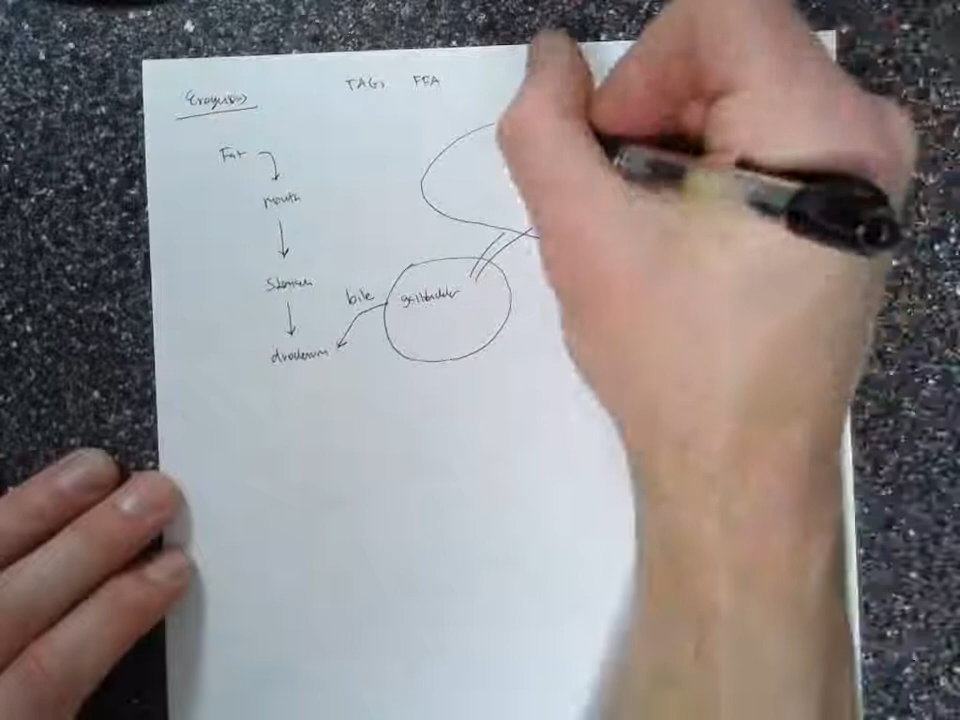 TAGs FFA
Exogenous
Fat
mouth
Stomach
bile gallbladder
duodenum